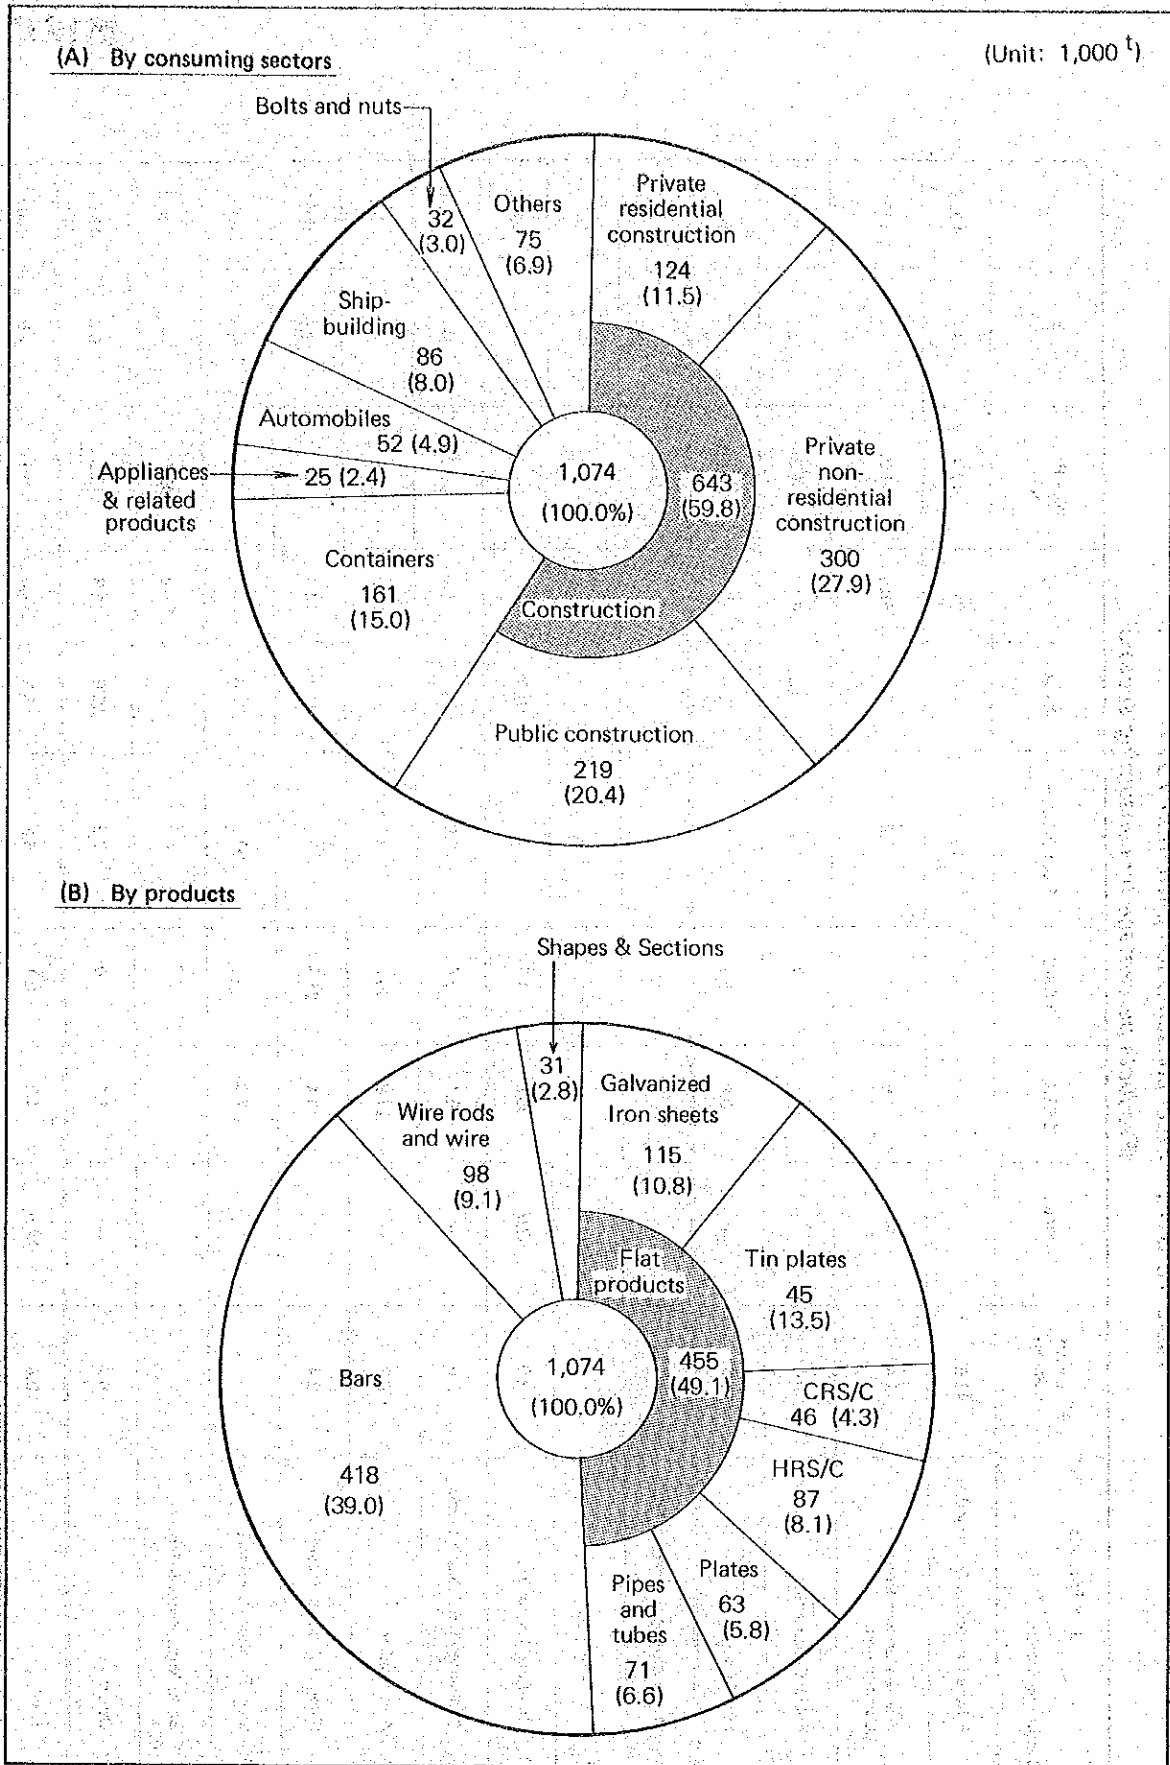 (A) By consuming sectors
(Unit: 1,000 t)
Bolts and nuts
32
(3.0)
Others
75
(6.9)
Private
residential
construction
124
(11.5)
Ship-
building
86
(8.0)
Automobiles
52 (4.9)
Appliances
& related
products
25 (2.4)
1,074
(100.0%)
643
(59.8)
Private
non-
residential
construction
300
(27.9)
Containers
161
(15.0)
Construction
Public construction
219
(20.4)
(B) By products
Shapes & Sections
31
(2.8)
Galvanized
Iron sheets
115
(10.8)
Wire rods
and wire
98
(9.1)
Flat
products
Tin plates
45
(13.5)
1,074
(100.0%)
455
(49.1)
Bars
418
(39.0)
CRS/C
46 (4.3)
HRS/C
87
(8.1)
Plates
63
(5.8)
Pipes
and
tubes
71
(6.6)